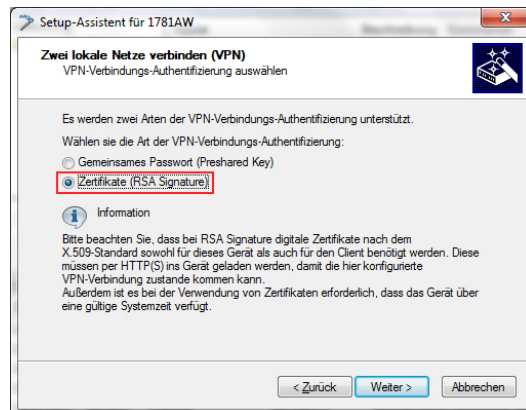 Setup-Assistent für 1781AW
Zwei lokale Netze verbinden (VPN)
VPN-Verbindungs-Authentifizierung auswählen
Es werden zwei Arten der VPN-Verbindungs-Authentifizierung unterstützt.
Wählen sie die Art der VPN-Verbindungs-Authentifizierung:
Gemeinsames Passwort (Preshared Key)
Zertifikate (RSA Signature)
Information
Bitte beachten Sie, dass bei RSA Signature digitale Zertifikate nach dem
X.509-Standard sowohl für dieses Gerät als auch für den Client benötigt werden. Diese
müssen per HTTP(S) ins Gerät geladen werden, damit die hier konfigurierte
VPN-Verbindung zustande kommen kann.
Außerdem ist es bei der Verwendung von Zertifikaten erforderlich, dass das Gerät über
eine gültige Systemzeit verfügt.
< Zurück Weiter > Abbrechen